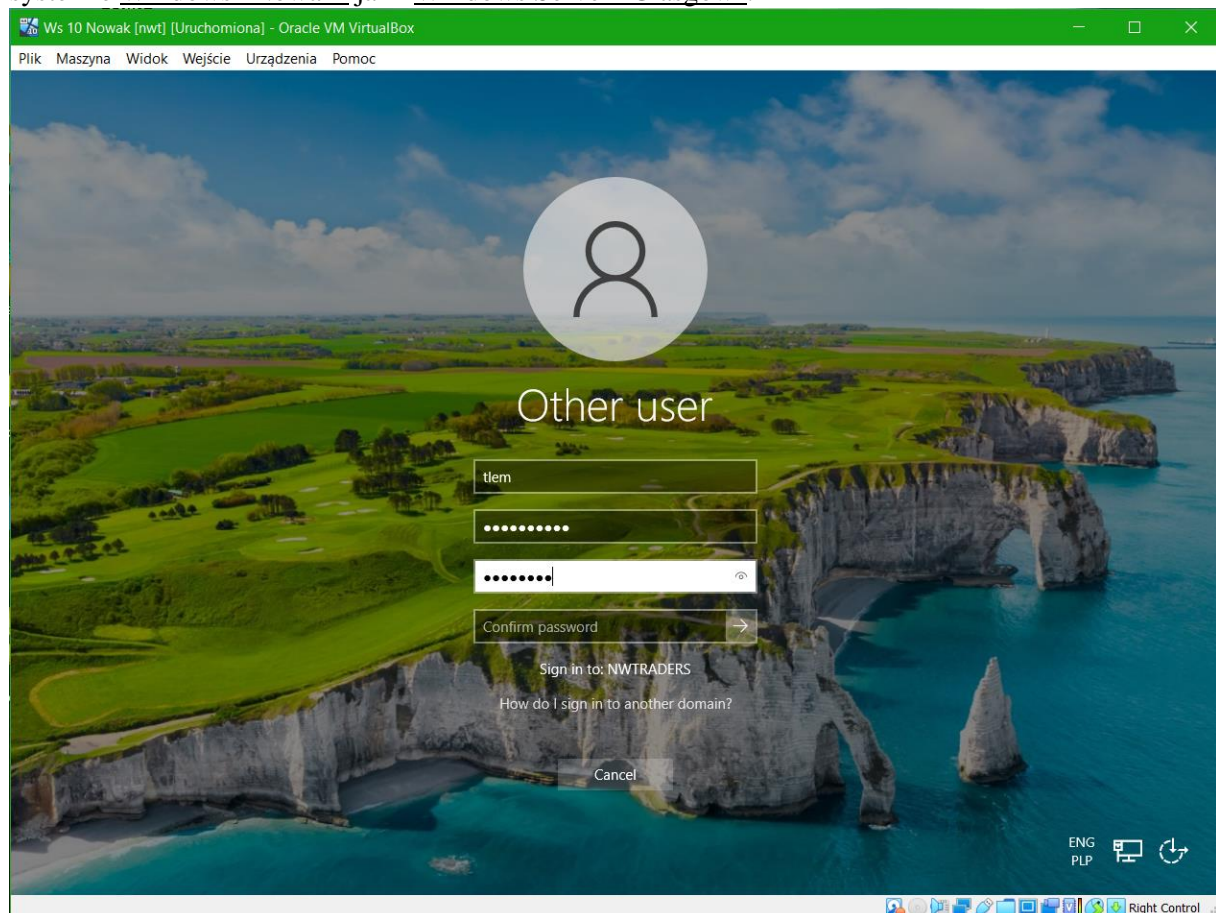 Ws 10 Nowak [nwt] [Uruchomiona] - Oracle VM VirtualBox
Plik Maszyna Widok Wejście Urządzenia Pomoc
Other user
tlem
••••••••••
••••••••
Confirm password
Sign in to: NWTRADERS
How do I sign in to another domain?
Cancel
ENG
PLP
Right Control